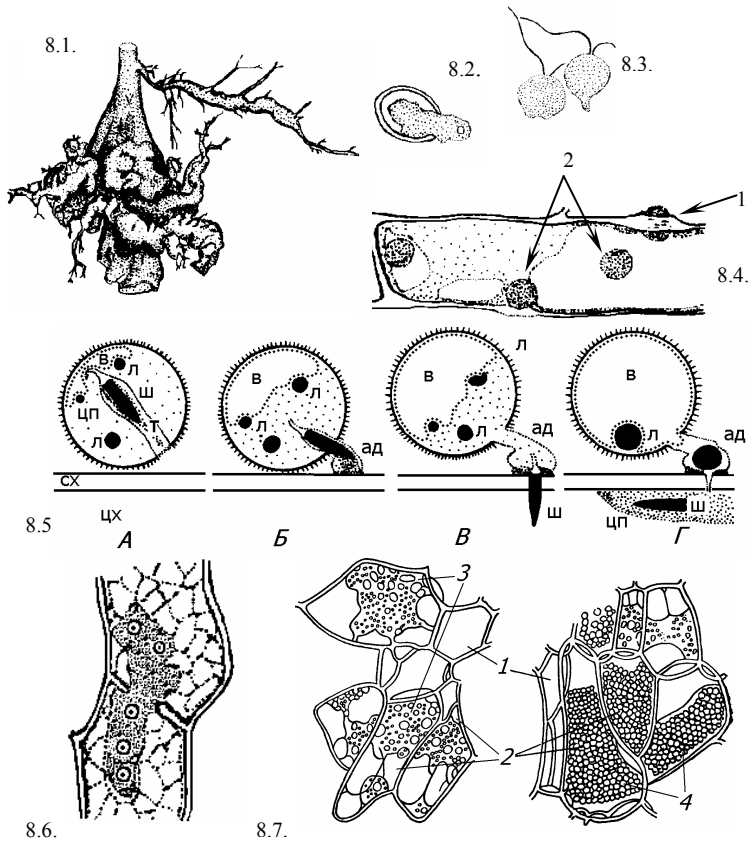 8.1.
8.2.
8.3.
2
1
8.4.
в л ш цп т л
в л л ад
в л л ад ш
в л ад ш цп
сх
цх
8.5 А Б В Г
3
1
2
4
8.6. 8.7.